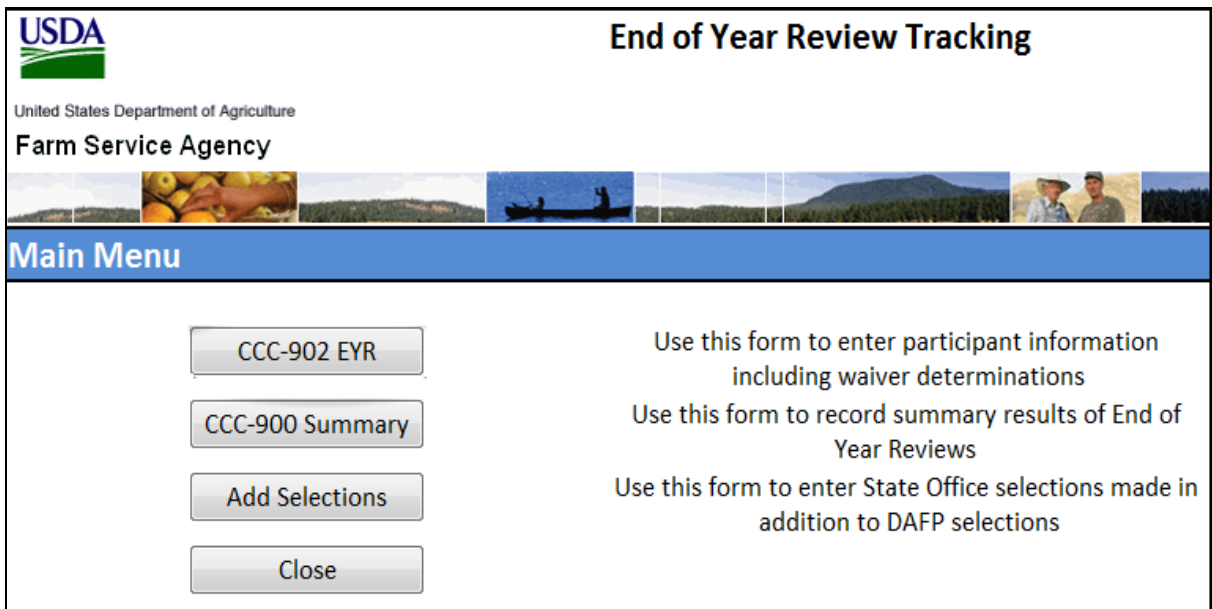 USDA
End of Year Review Tracking
United States Department of Agriculture
Farm Service Agency
Main Menu
CCC-902 EYR
Use this form to enter participant information
including waiver determinations
CCC-900 Summary
Use this form to record summary results of End of
Year Reviews
Add Selections
Use this form to enter State Office selections made in
addition to DAFP selections
Close